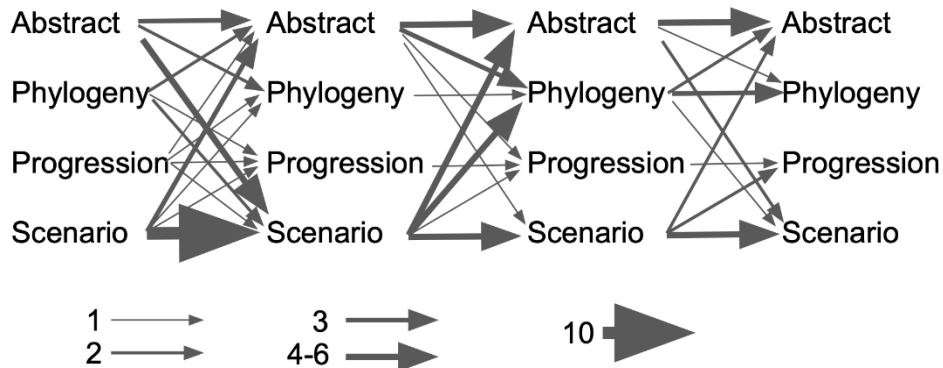 Abstract Abstract Abstract Abstract
Phylogeny Phylogeny Phylogeny Phylogeny
Progression Progression Progression Progression
Scenario Scenario Scenario Scenario
1 3 10
2 4-6